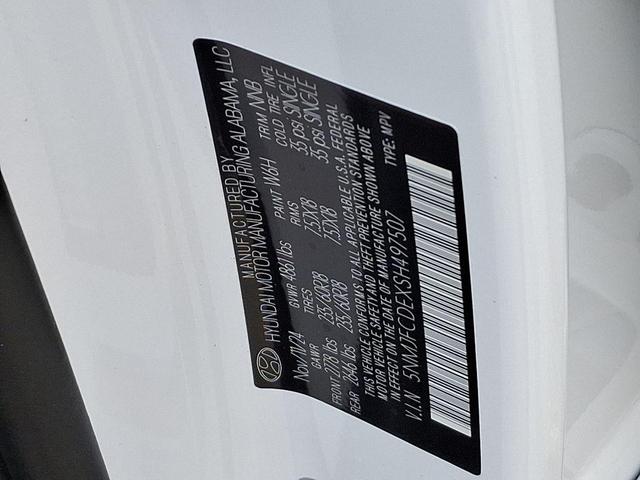 MANUFACTURED BY
HYUNDAI MOTOR MANUFACTURING ALABAMA, LLC
Nov/11/24 GVWR 4881 lbs PAINT W6H TRIM NNB
GAWR TIRES RIMS COLD TIRE INFL
FRONT 2778 lbs 235/60R18 7.5JX18 35 PSI SINGLE
REAR 2646 lbs 235/60R18 7.5JX18 35 PSI SINGLE
THIS VEHICLE CONFORMS TO ALL APPLICABLE U.S.A. FEDERAL
MOTOR VEHICLE SAFETY AND THEFT PREVENTION STANDARDS
IN EFFECT ON THE DATE OF MANUFACTURE SHOWN ABOVE
V.I.N 5NMJFCDEXSH497507 TYPE: MPV